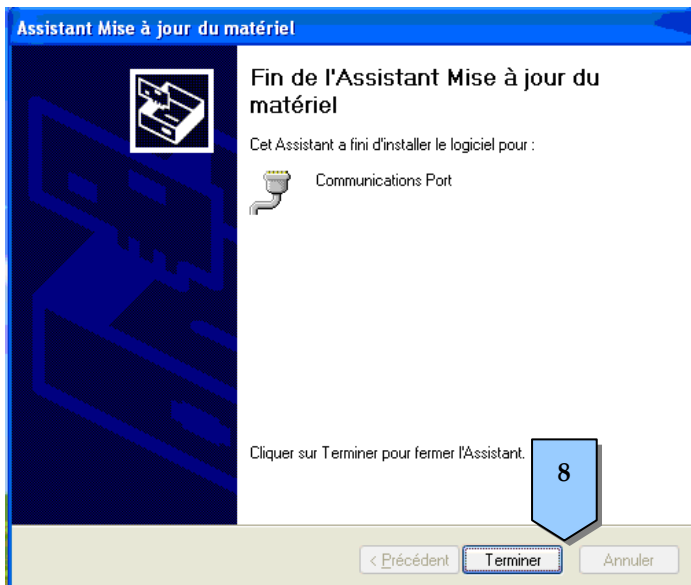 Assistant Mise à jour du matériel
Fin de l'Assistant Mise à jour du
matériel
Cet Assistant a fini d'installer le logiciel pour :
Communications Port
Cliquer sur Terminer pour fermer l'Assistant.
8
< Précédent
Terminer
Annuler